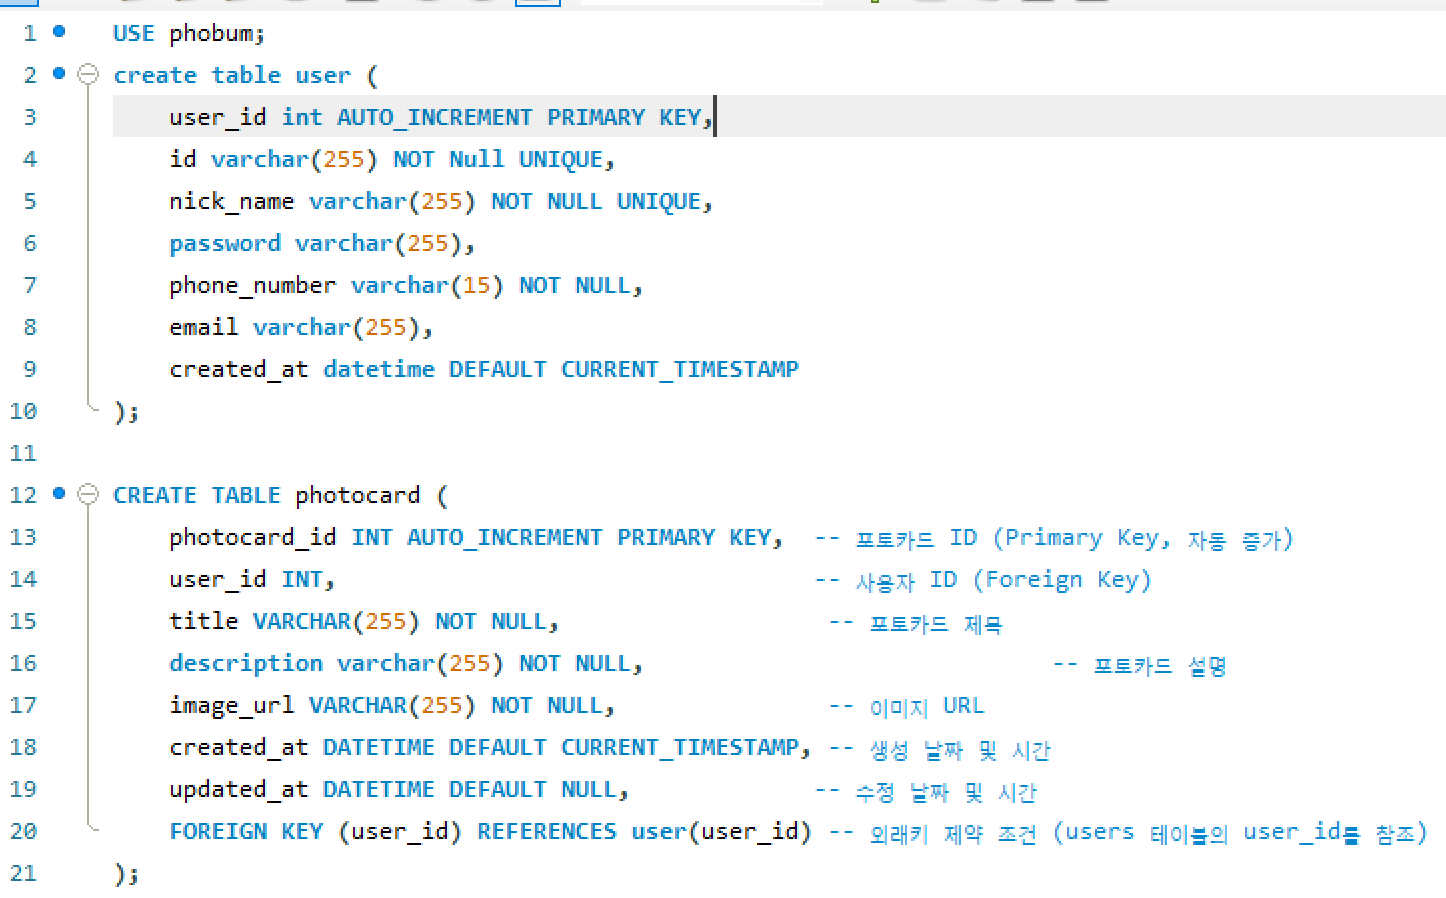 1 USE phobum;
2 create table user (
3 user_id int AUTO_INCREMENT PRIMARY KEY,
4 id varchar(255) NOT Null UNIQUE,
5 nick_name varchar(255) NOT NULL UNIQUE,
6 password varchar(255),
7 phone_number varchar(15) NOT NULL,
8 email varchar(255),
9 created_at datetime DEFAULT CURRENT_TIMESTAMP
10 );
11
12 CREATE TABLE photocard (
13 photocard_id INT AUTO_INCREMENT PRIMARY KEY, -- 포토카드 ID (Primary Key, 자동 증가)
14 user_id INT, -- 사용자 ID (Foreign Key)
15 title VARCHAR(255) NOT NULL, -- 포토카드 제목
16 description varchar(255) NOT NULL, -- 포토카드 설명
17 image_url VARCHAR(255) NOT NULL, -- 이미지 URL
18 created_at DATETIME DEFAULT CURRENT_TIMESTAMP, -- 생성 날짜 및 시간
19 updated_at DATETIME DEFAULT NULL, -- 수정 날짜 및 시간
20 FOREIGN KEY (user_id) REFERENCES user(user_id) -- 외래키 제약 조건 (users 테이블의 user_id를 참조)
21 );